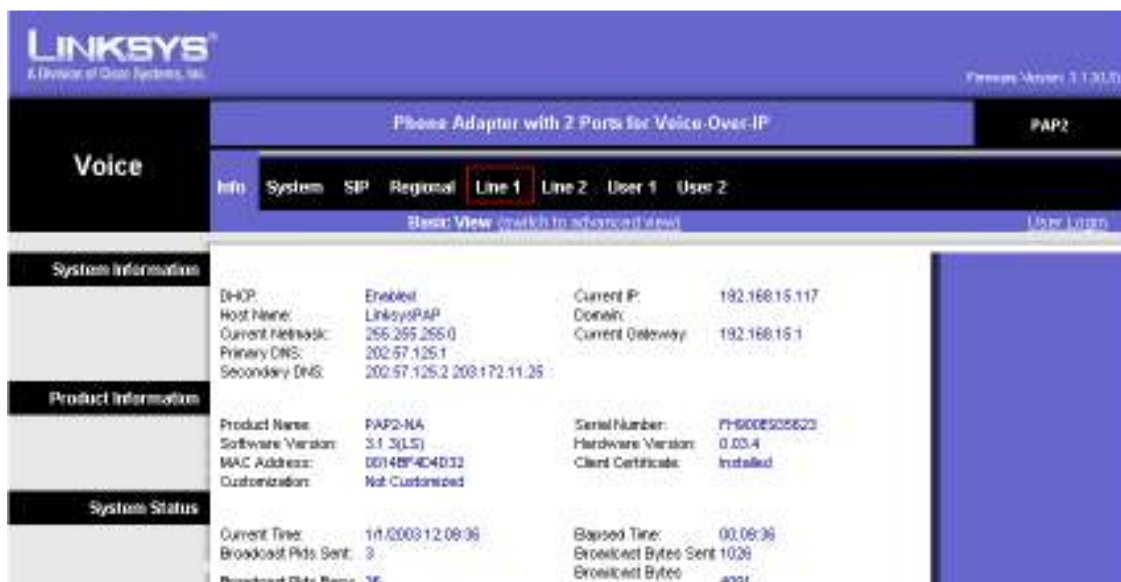 LINKSYS
A Division of Cisco Systems, Inc.
Firmware Version:
Phone Adapter with 2 Ports for Voice-Over-IP PAP2
Voice
Info System SIP Regional Line 1 Line 2 User 1 User 2
Basic View (switch to advanced view) User Login
System Information
DHCP: Enabled Current IP: 192.168.15.117
Host Name: LinksysPAP Domain:
Current Netmask: 255.255.255.0 Current Gateway: 192.168.15.1
Primary DNS: 202.57.125.1
Secondary DNS: 202.57.125.2 203.172.11.25
Product Information
Product Name: PAP2-NA Serial Number:
Software Version: 3.1.3(LS) Hardware Version: 0.03.4
MAC Address: 0014BF4D4D32 Client Certificate: Installed
Customization: Not Customized
System Status
Current Time: 1/1/2003 12:09:36 Elapsed Time: 00:09:36
Broadcast Pkts Sent: 3 Broadcast Bytes Sent: 1026
Broadcast Bytes
Broadcast Pkts